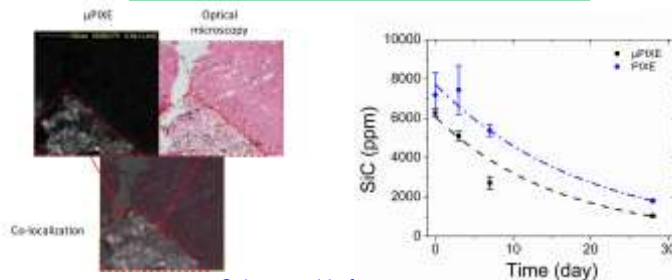 µPIXE
Optical
microscopy
Co-localization
10000
8000
6000
4000
2000
0
SiC (ppm)
µPIXE
PIXE
0
10
20
30
Time (day)